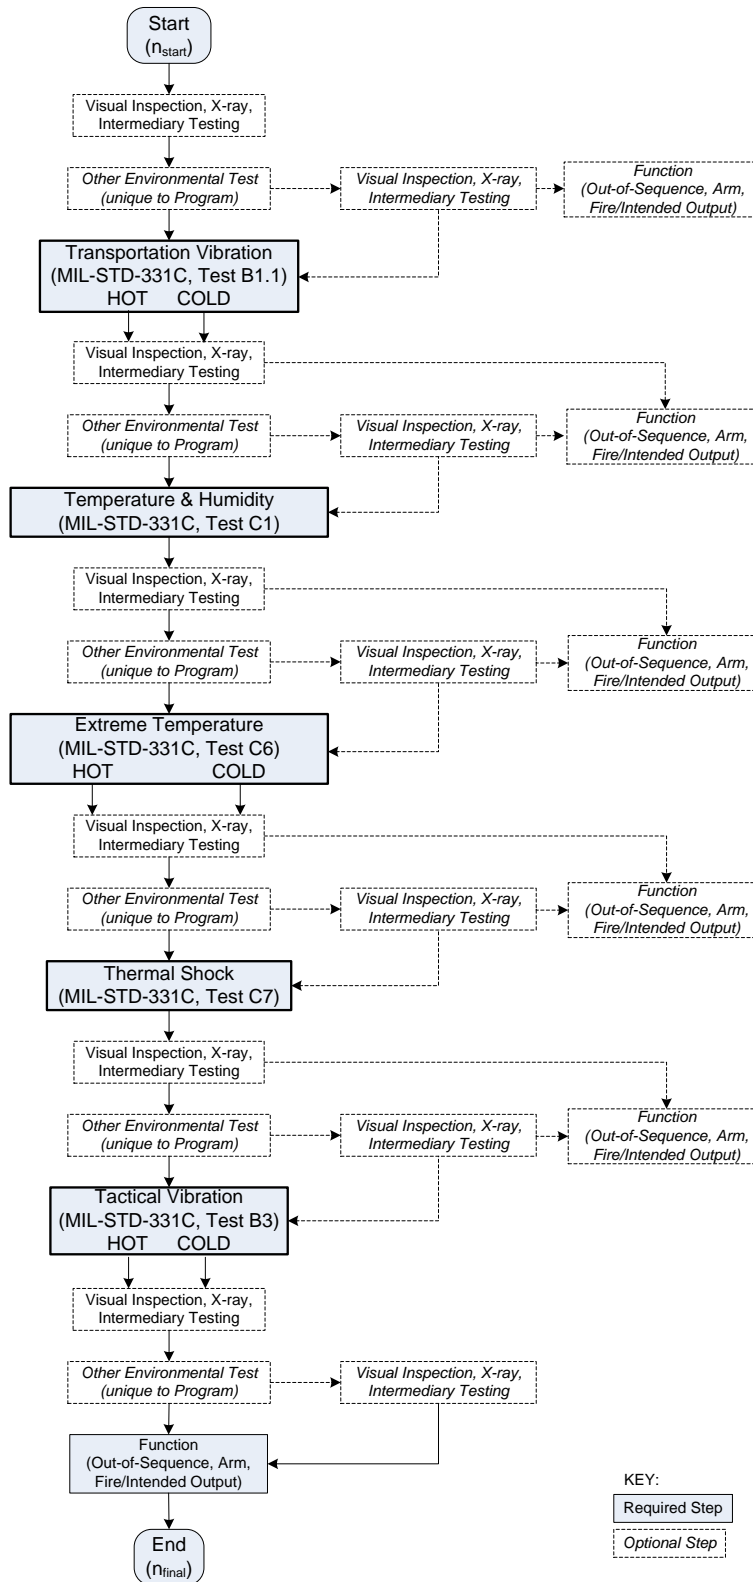 Start
(nstart)
Visual Inspection, X-ray,
Intermediary Testing
Other Environmental Test
(unique to Program)
Visual Inspection, X-ray,
Intermediary Testing
Function
(Out-of-Sequence, Arm,
Fire/Intended Output)
Transportation Vibration
(MIL-STD-331C, Test B1.1)
HOT COLD
Visual Inspection, X-ray,
Intermediary Testing
Other Environmental Test
(unique to Program)
Visual Inspection, X-ray,
Intermediary Testing
Function
(Out-of-Sequence, Arm,
Fire/Intended Output)
Temperature & Humidity
(MIL-STD-331C, Test C1)
Visual Inspection, X-ray,
Intermediary Testing
Other Environmental Test
(unique to Program)
Visual Inspection, X-ray,
Intermediary Testing
Function
(Out-of-Sequence, Arm,
Fire/Intended Output)
Extreme Temperature
(MIL-STD-331C, Test C6)
HOT COLD
Visual Inspection, X-ray,
Intermediary Testing
Other Environmental Test
(unique to Program)
Visual Inspection, X-ray,
Intermediary Testing
Function
(Out-of-Sequence, Arm,
Fire/Intended Output)
Thermal Shock
(MIL-STD-331C, Test C7)
Visual Inspection, X-ray,
Intermediary Testing
Other Environmental Test
(unique to Program)
Visual Inspection, X-ray,
Intermediary Testing
Function
(Out-of-Sequence, Arm,
Fire/Intended Output)
Tactical Vibration
(MIL-STD-331C, Test B3)
HOT COLD
Visual Inspection, X-ray,
Intermediary Testing
Other Environmental Test
(unique to Program)
Visual Inspection, X-ray,
Intermediary Testing
Function
(Out-of-Sequence, Arm,
Fire/Intended Output)
End
(nfinal)
KEY:
Required Step
Optional Step